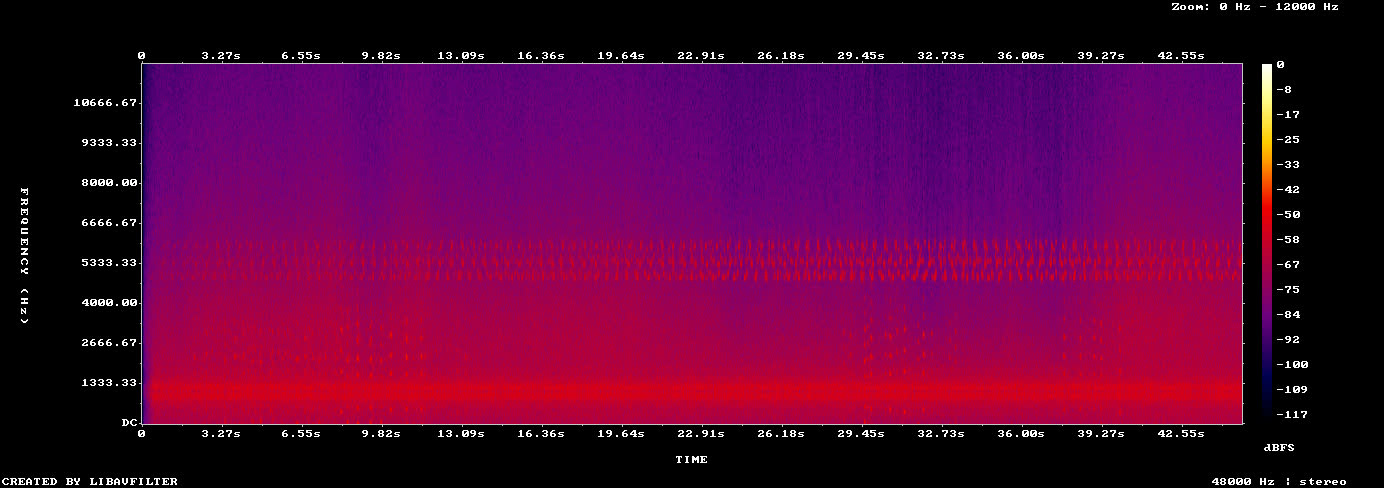 Zoom: 0 Hz - 12000 Hz
0 3.27s 6.55s 9.82s 13.09s 16.36s 19.64s 22.91s 26.18s 29.45s 32.73s 36.00s 39.27s 42.55s
0
10666.67
-8
-17
9333.33
-25
-33
8000.00
-42
FREQUENCY (Hz)
6666.67
-50
-58
5333.33
-67
-75
4000.00
-84
2666.67
-92
-100
1333.33
-109
-117
DC
0 3.27s 6.55s 9.82s 13.09s 16.36s 19.64s 22.91s 26.18s 29.45s 32.73s 36.00s 39.27s 42.55s
dBFS
TIME
CREATED BY LIBAVFILTER
48000 Hz | stereo